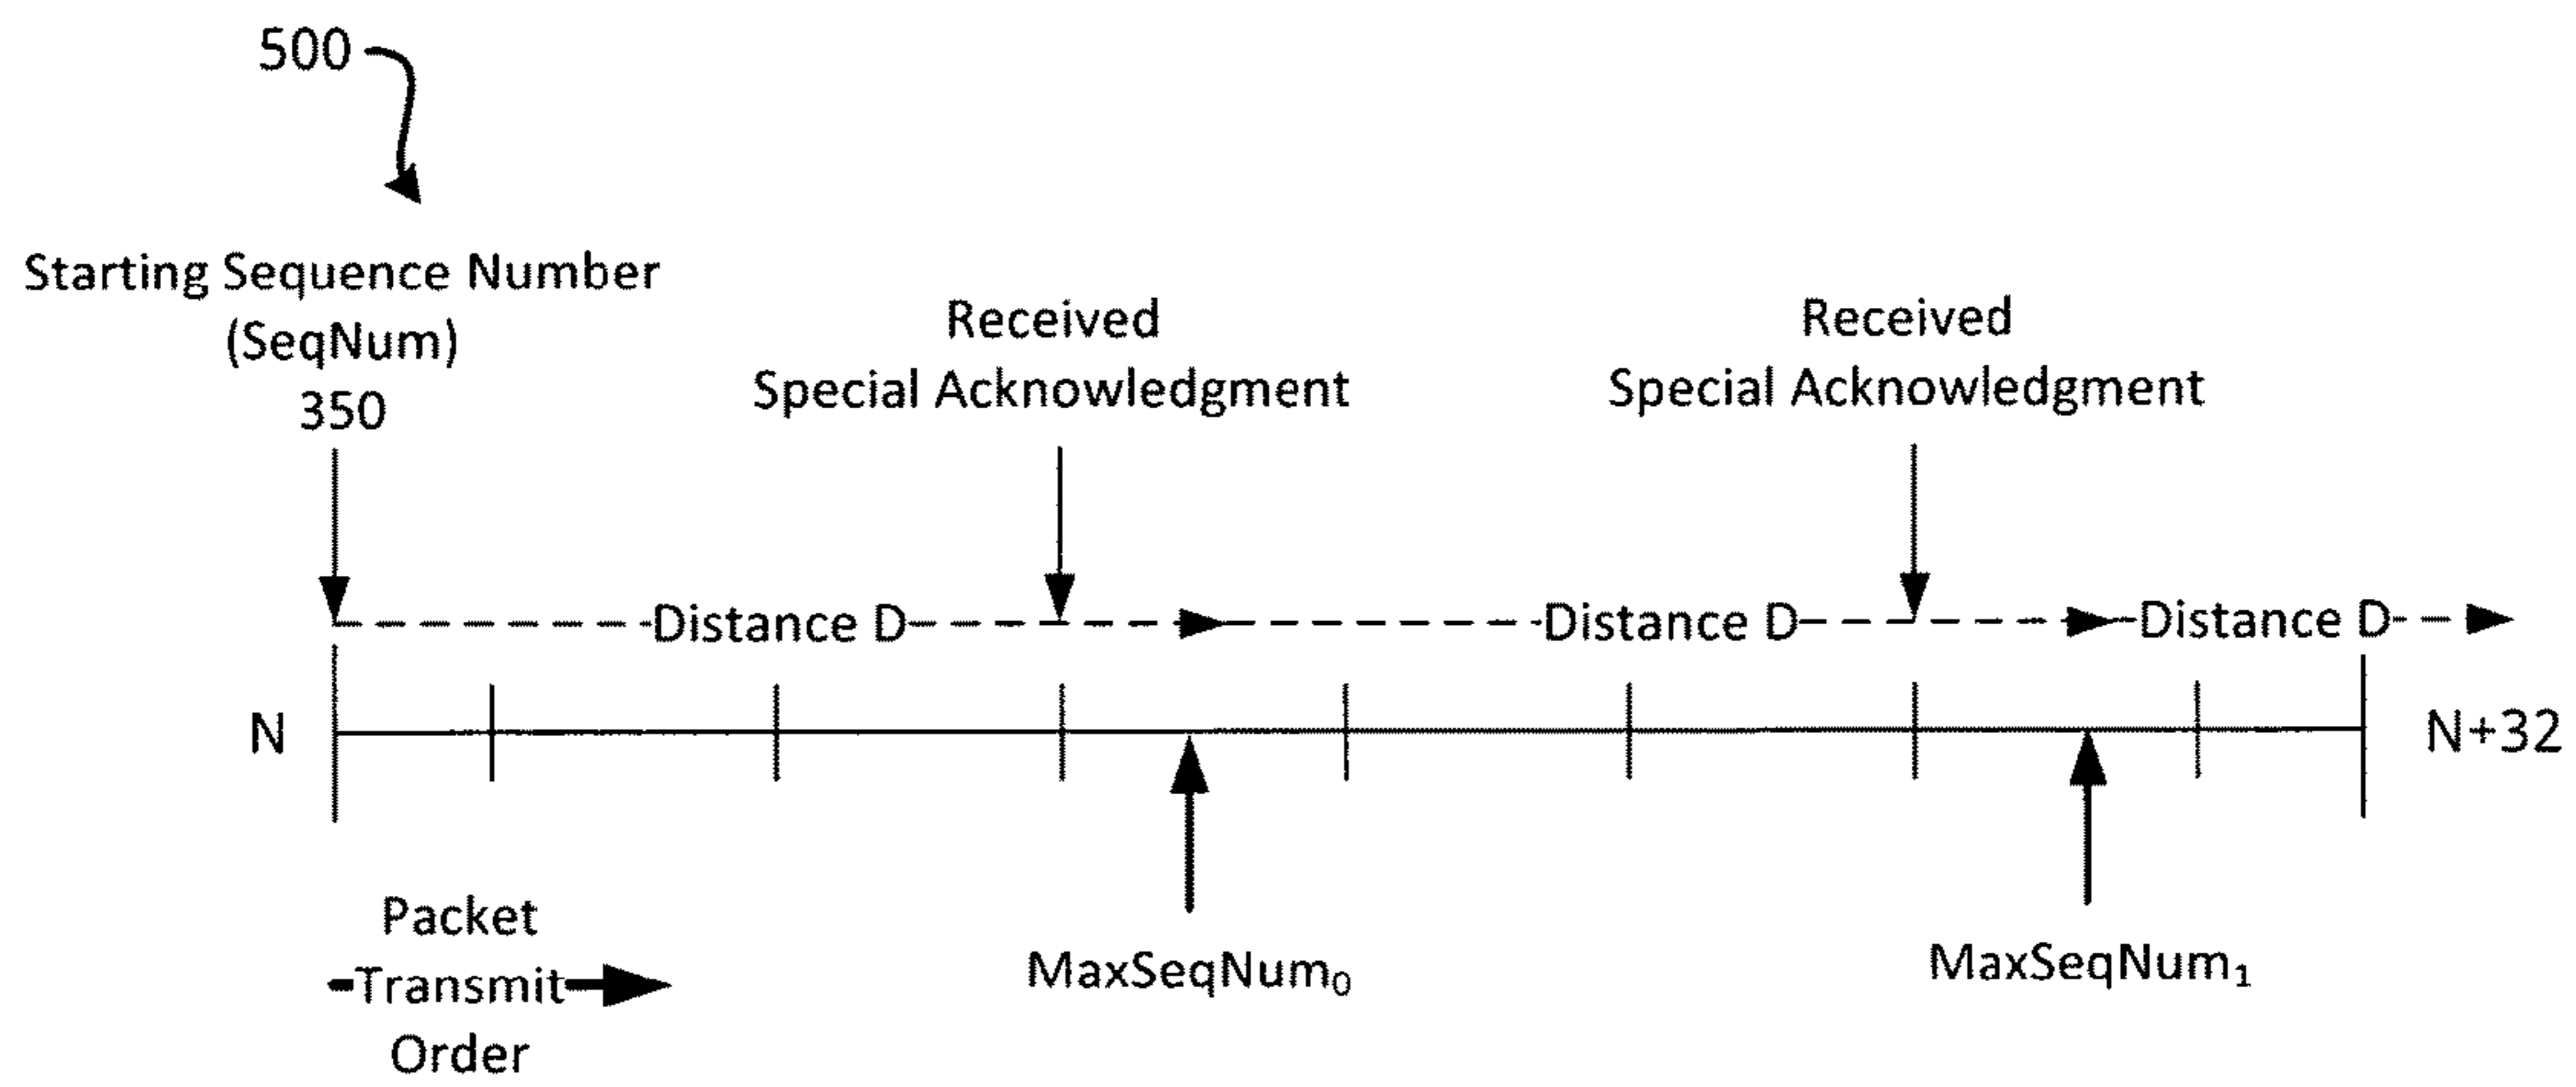 500
Starting Sequence Number
(SeqNum)
350
Received
Special Acknowledgment
Received
Special Acknowledgment
Distance D
Distance D
Distance D
N
N+32
MaxSeqNum₀
MaxSeqNum₁
Packet
Transmit
Order